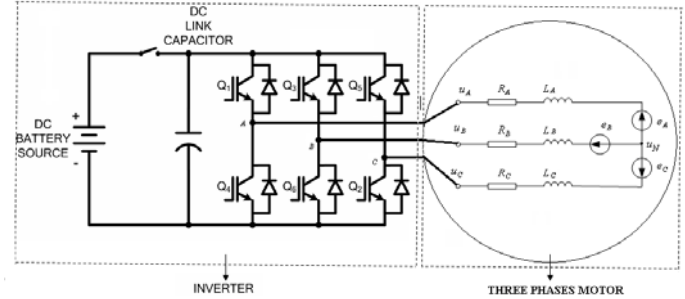 DC
LINK
CAPACITOR
+
DC
BATTERY
SOURCE
-
Q1
Q3
Q5
A
B
C
Q4
Q6
Q2
uA
RA
LA
eA
uB
RB
LB
eB
uN
uC
RC
LC
eC
INVERTER
THREE PHASES MOTOR